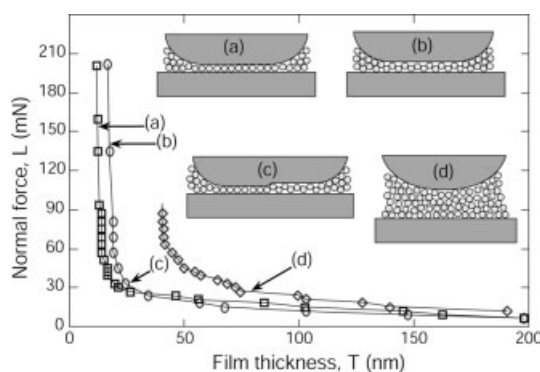 Normal force, L (mN)
210
180
150
120
90
60
30
0
(a)
(b)
(a)
(b)
(c)
(d)
(c)
(d)
0
50
100
150
200
Film thickness, T (nm)